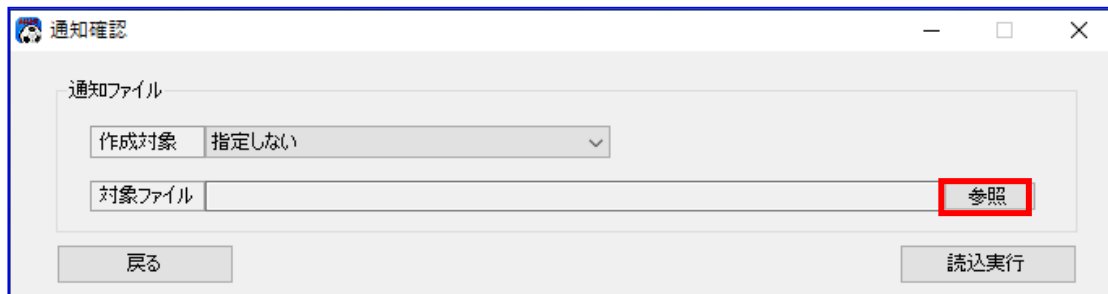 通知確認
通知ファイル
作成対象 指定しない
対象ファイル 参照
戻る 読込実行